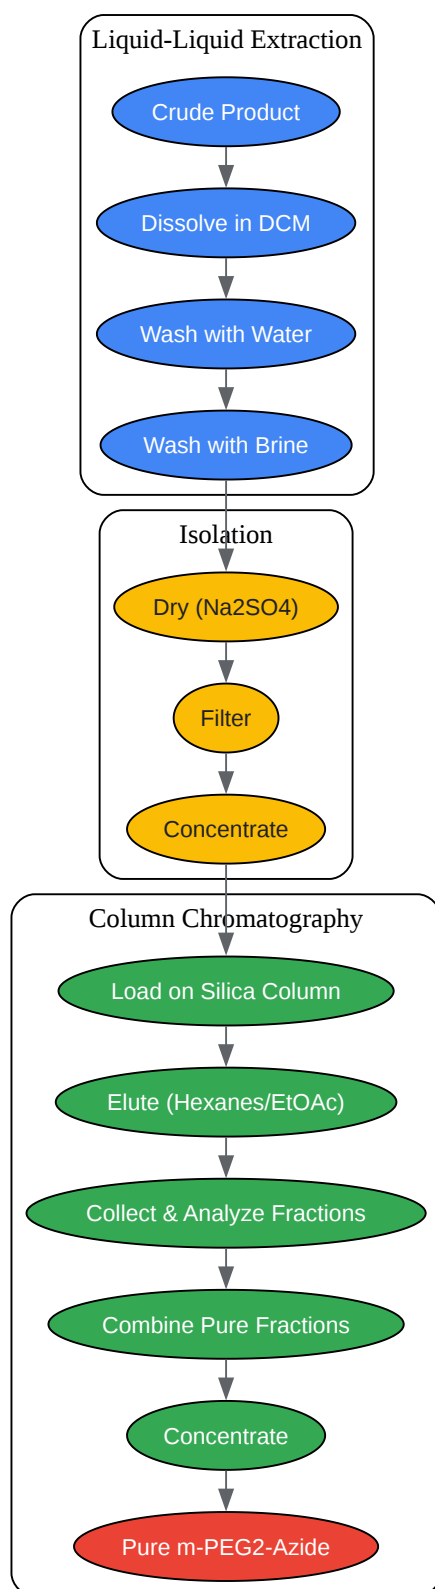 Liquid-Liquid Extraction
Crude Product
Dissolve in DCM
Wash with Water
Wash with Brine
Isolation
Dry (Na2SO4)
Filter
Concentrate
Column Chromatography
Load on Silica Column
Elute (Hexanes/EtOAc)
Collect & Analyze Fractions
Combine Pure Fractions
Concentrate
Pure m-PEG2-Azide